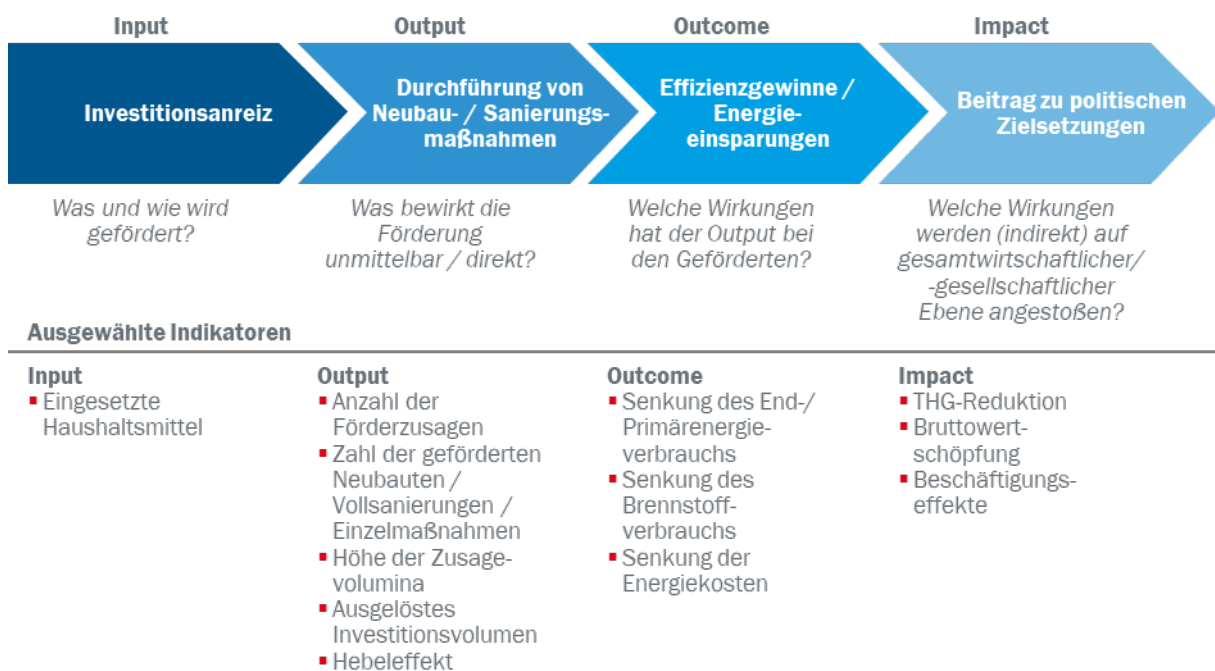 Input
Output
Outcome
Impact
Investitionsanreiz
Durchführung von
Neubau- / Sanierungs-
maßnahmen
Effizienzgewinne /
Energie-
einsparungen
Beitrag zu politischen
Zielsetzungen
Was und wie wird
gefördert?
Was bewirkt die
Förderung
unmittelbar / direkt?
Welche Wirkungen
hat der Output bei
den Geförderten?
Welche Wirkungen
werden (indirekt) auf
gesamtwirtschaftlicher/
-gesellschaftlicher
Ebene angestoßen?
Ausgewählte Indikatoren
Input
▪ Eingesetzte
Haushaltsmittel
Output
▪ Anzahl der
Förderzusagen
▪ Zahl der geförderten
Neubauten /
Vollsanierungen /
Einzelmaßnahmen
▪ Höhe der Zusage-
volumina
▪ Ausgelöstes
Investitionsvolumen
▪ Hebeleffekt
Outcome
▪ Senkung des End-/
Primärenergie-
verbrauchs
▪ Senkung des
Brennstoff-
verbrauchs
▪ Senkung der
Energiekosten
Impact
▪ THG-Reduktion
▪ Bruttowert-
schöpfung
▪ Beschäftigungs-
effekte